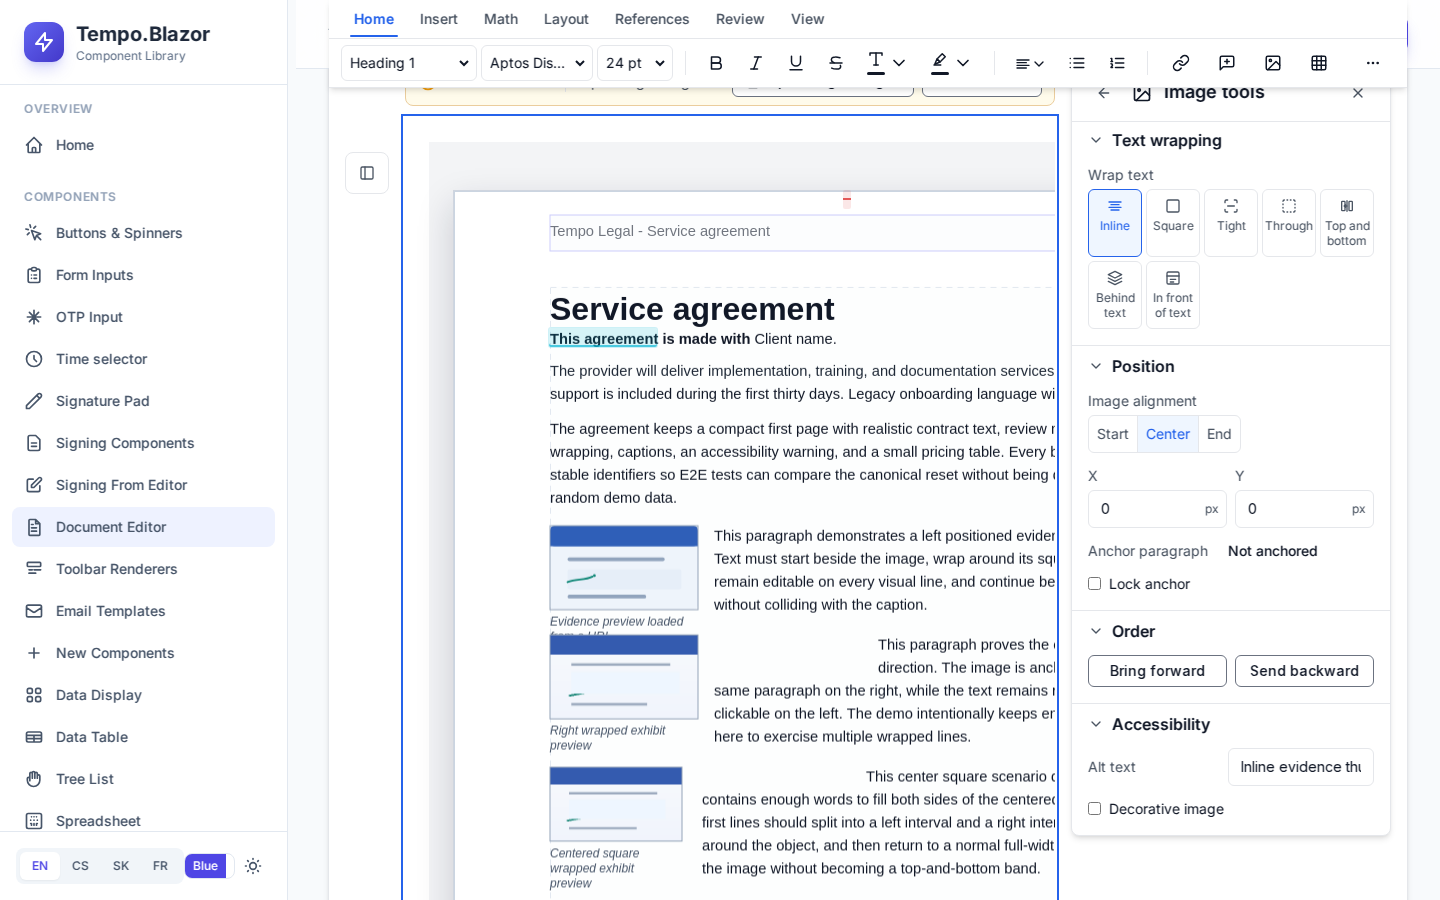 Tempo.Blazor
Component Library
OVERVIEW
Home
COMPONENTS
Buttons & Spinners
Form Inputs
OTP Input
Time selector
Signature Pad
Signing Components
Signing From Editor
Document Editor
Toolbar Renderers
Email Templates
New Components
Data Display
Data Table
Tree List
Spreadsheet
EN CS SK FR Blue
Home Insert Math Layout References Review View
Heading 1 Aptos Dis... 24 pt
Tempo Legal - Service agreement
Service agreement
This agreement is made with Client name.
The provider will deliver implementation, training, and documentation services
support is included during the first thirty days. Legacy onboarding language
The agreement keeps a compact first page with realistic contract text, review
wrapping, captions, an accessibility warning, and a small pricing table. Every
stable identifiers so E2E tests can compare the canonical reset without being
random demo data.
This paragraph demonstrates a left positioned
Text must start beside the image, wrap around its
remain editable on every visual line, and continue
without colliding with the caption.
Evidence preview loaded
This paragraph proves the
direction. The image is
same paragraph on the right, while the text remains
clickable on the left. The demo intentionally keeps
here to exercise multiple wrapped lines.
Right wrapped exhibit
preview
This center square scenario
contains enough words to fill both sides of the centered
first lines should split into a left interval and a right
around the object, and then return to a normal
the image without becoming a top-and-bottom band.
Centered square
wrapped exhibit
preview
Image tools
Text wrapping
Wrap text
Inline Square Tight Through Top and bottom
Behind text In front of text
Position
Image alignment
Start Center End
X Y
0 px 0 px
Anchor paragraph Not anchored
Lock anchor
Order
Bring forward Send backward
Accessibility
Alt text Inline evidence
Decorative image